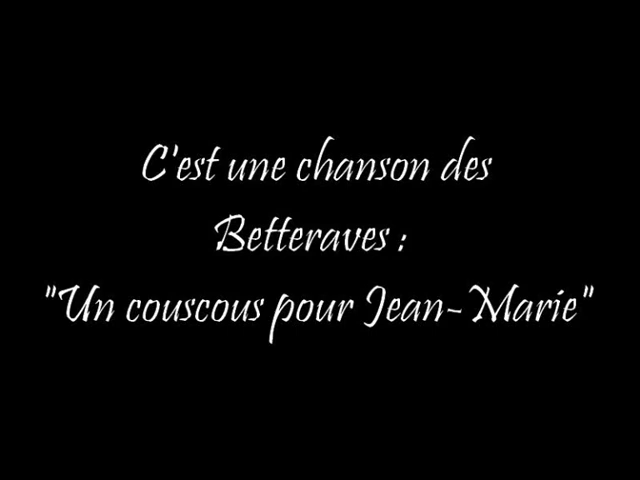 C'est une chanson des
Betteraves :
"Un couscous pour Jean-Marie"